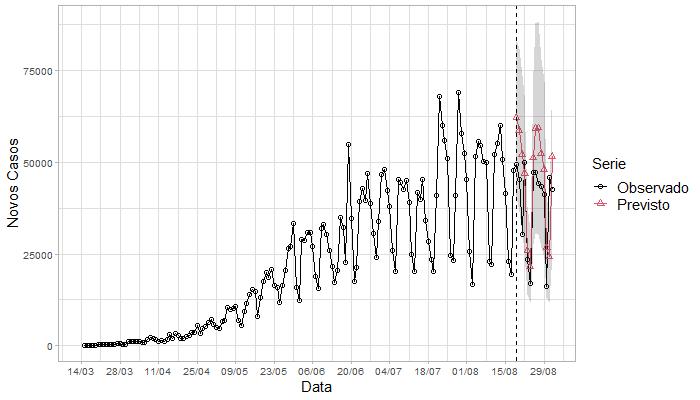 75000
50000
25000
0
Novos Casos
14/03 28/03 11/04 25/04 09/05 23/05 06/06 20/06 04/07 18/07 01/08 15/08 29/08
Data
Serie
Observado
Previsto